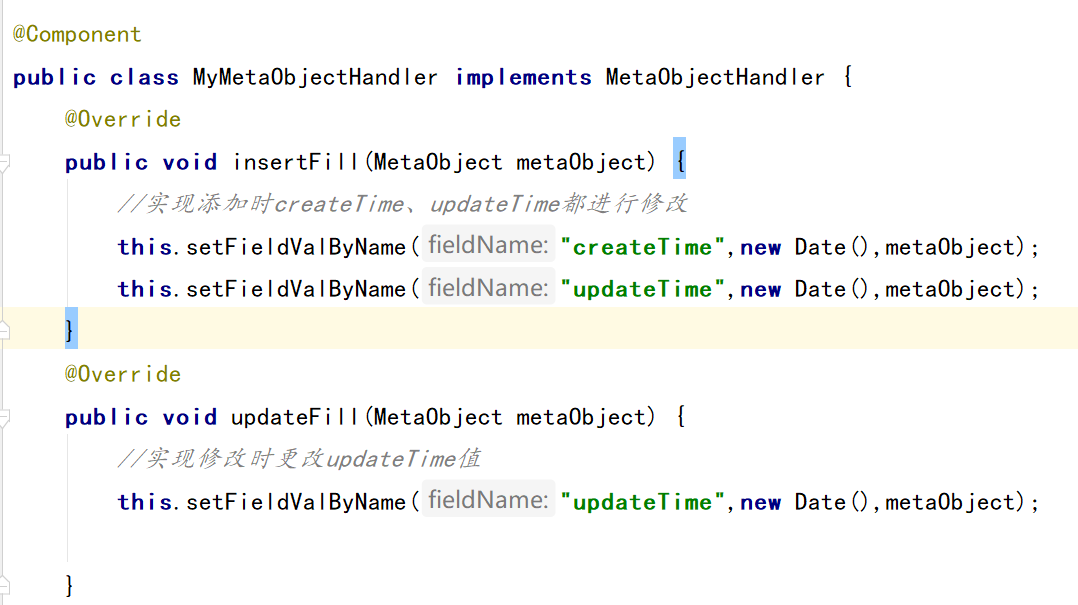 @Component
public class MyMetaObjectHandler implements MetaObjectHandler {
@Override
public void insertFill(MetaObject metaObject) {
//实现添加时createTime、updateTime都进行修改
this.setFieldValByName( fieldName: "createTime",new Date(),metaObject);
this.setFieldValByName( fieldName: "updateTime",new Date(),metaObject);
}
@Override
public void updateFill(MetaObject metaObject) {
//实现修改时更改updateTime值
this.setFieldValByName( fieldName: "updateTime",new Date(),metaObject);
}